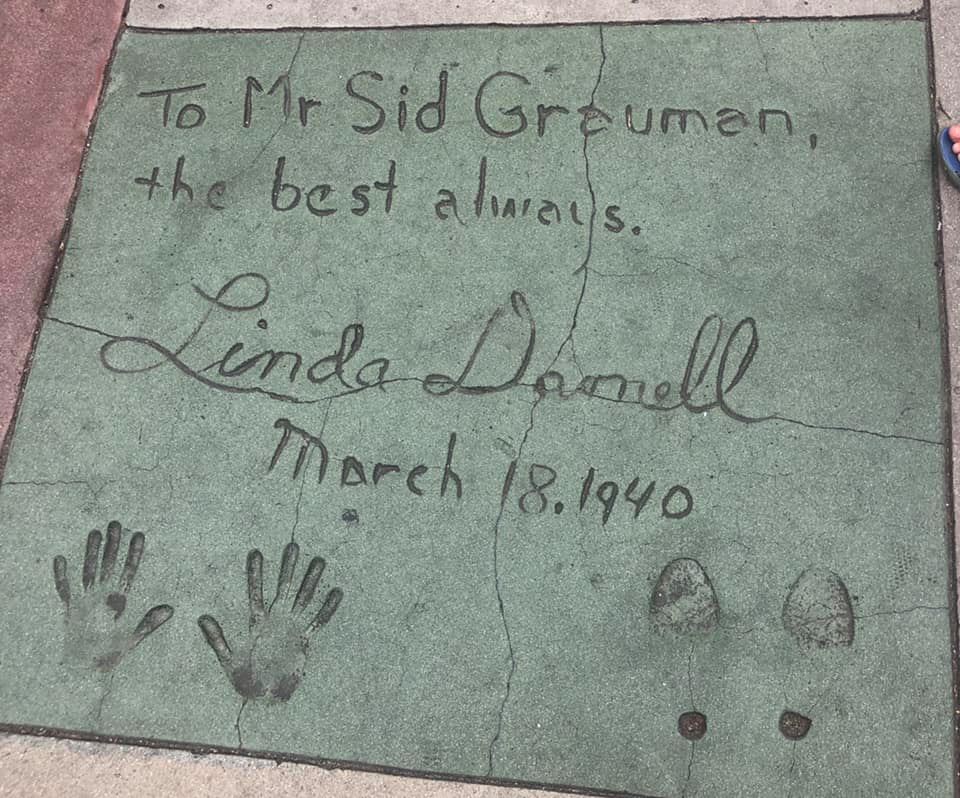 To Mr Sid Grauman,
the best always.
Linda Darnell
March 18.1940